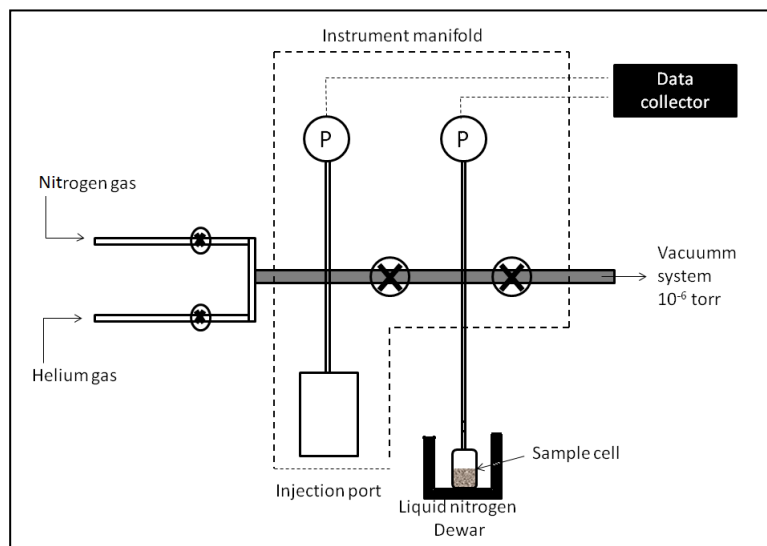 Instrument manifold
Data
collector
P
P
Nitrogen gas
Vacuumm
system
10⁻⁶ torr
Helium gas
Sample cell
Injection port
Liquid nitrogen
Dewar